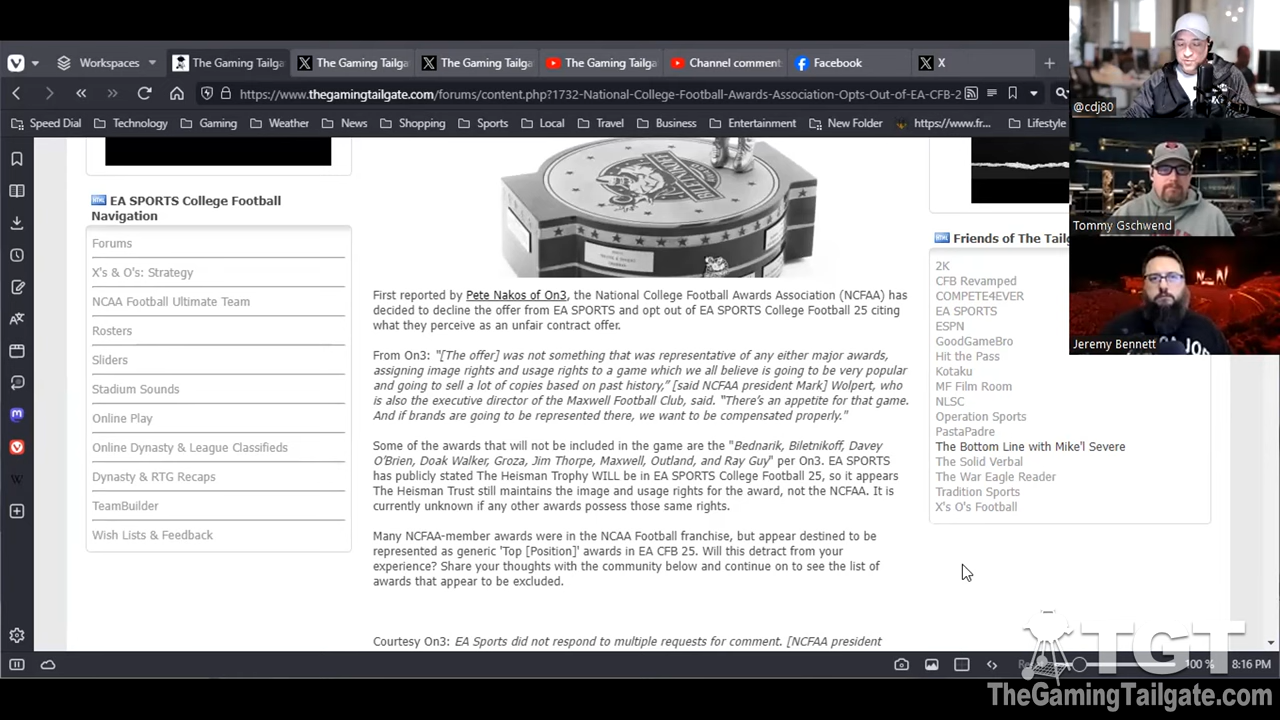 Workspaces
The Gaming Tailga
The Gaming Tailga
The Gaming Tailga
The Gaming Tailga
Channel comment
Facebook
X
https://www.thegamingtailgate.com/forums/content.php?1732-National-College-Football-Awards-Association-Opts-Out-of-EA-CFB-2
Speed Dial
Technology
Gaming
Weather
News
Shopping
Sports
Local
Travel
Business
Entertainment
New Folder
https://www.fr...
Lifestyle
@cdj80
Tommy Gschwend
Jeremy Bennett
EA SPORTS College Football
Navigation
Forums
X's & O's: Strategy
NCAA Football Ultimate Team
Rosters
Sliders
Stadium Sounds
Online Play
Online Dynasty & League Classifieds
Dynasty & RTG Recaps
TeamBuilder
Wish Lists & Feedback
First reported by Pete Nakos of On3, the National College Football Awards Association (NCFAA) has
decided to decline the offer from EA SPORTS and opt out of EA SPORTS College Football 25 citing
what they perceive as an unfair contract offer.
From On3: "[The offer] was not something that was representative of any either major awards,
assigning image rights and usage rights to a game which we all believe is going to be very popular
and going to sell a lot of copies based on past history," [said NCFAA president Mark] Wolpert, who
is also the executive director of the Maxwell Football Club, said. "There's an appetite for that game.
And if brands are going to be represented there, we want to be compensated properly."
Some of the awards that will not be included in the game are the "Bednarik, Biletnikoff, Davey
O'Brien, Doak Walker, Groza, Jim Thorpe, Maxwell, Outland, and Ray Guy" per On3. EA SPORTS
has publicly stated The Heisman Trophy WILL be in EA SPORTS College Football 25, so it appears
The Heisman Trust still maintains the image and usage rights for the award, not the NCFAA. It is
currently unknown if any other awards possess those same rights.
Many NCFAA-member awards were in the NCAA Football franchise, but appear destined to be
represented as generic 'Top [Position]' awards in EA CFB 25. Will this detract from your
experience? Share your thoughts with the community below and continue on to see the list of
awards that appear to be excluded.
Courtesy On3: EA Sports did not respond to multiple requests for comment. [NCFAA president
Friends of The Tail
2K
CFB Revamped
COMPETE4EVER
EA SPORTS
ESPN
GoodGameBro
Hit the Pass
Kotaku
MF Film Room
NLSC
Operation Sports
PastaPadre
The Bottom Line with Mike'l Severe
The Solid Verbal
The War Eagle Reader
Tradition Sports
X's O's Football
100 %
8:16 PM
TGT
TheGamingTailgate.com